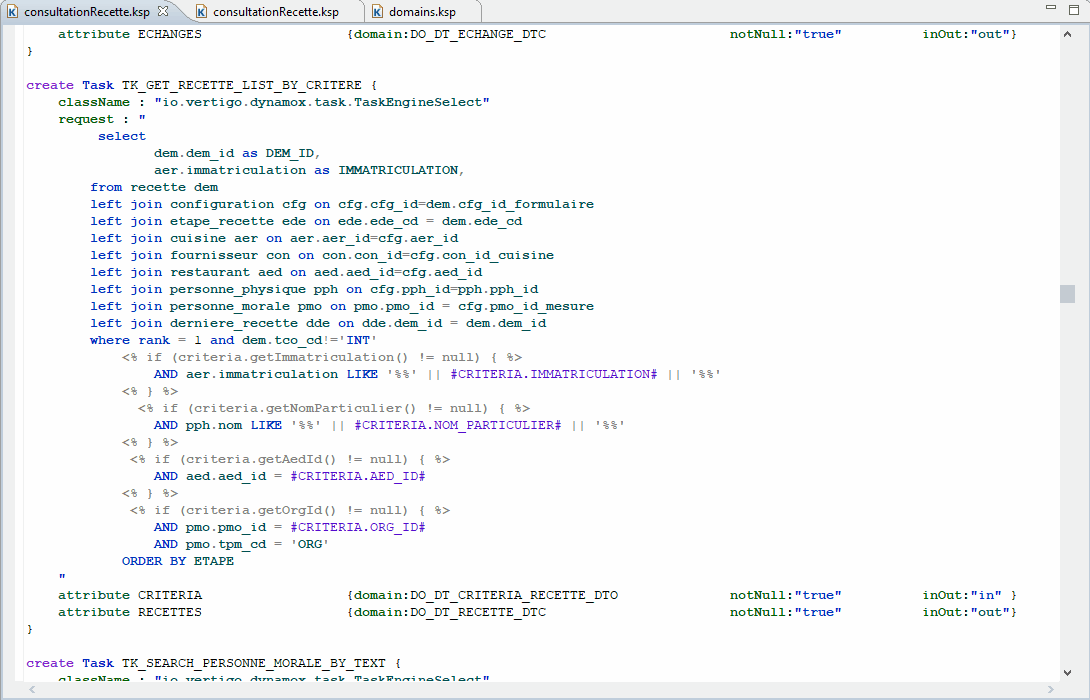 consultationRecette.ksp consultationRecette.ksp domains.ksp
attribute ECHANGES {domain:DO_DT_ECHANGE_DTC notNull:"true" inOut:"out"}
}
create Task TK_GET_RECETTE_LIST_BY_CRITERE {
className : "io.vertigo.dynamox.task.TaskEngineSelect"
request : "
select
dem.dem_id as DEM_ID,
aer.immatriculation as IMMATRICULATION,
from recette dem
left join configuration cfg on cfg.cfg_id=dem.cfg_id_formulaire
left join etape_recette ede on ede.ede_cd = dem.ede_cd
left join cuisine aer on aer.aer_id=cfg.aer_id
left join fournisseur con on con.con_id=cfg.con_id_cuisine
left join restaurant aed on aed.aed_id=cfg.aed_id
left join personne_physique pph on cfg.pph_id=pph.pph_id
left join personne_morale pmo on pmo.pmo_id = cfg.pmo_id_mesure
left join derniere_recette dde on dde.dem_id = dem.dem_id
where rank = 1 and dem.tco_cd!='INT'
<% if (criteria.getImmatriculation() != null) { %>
AND aer.immatriculation LIKE '%%' || #CRITERIA.IMMATRICULATION# || '%%'
<% } %>
<% if (criteria.getNomParticulier() != null) { %>
AND pph.nom LIKE '%%' || #CRITERIA.NOM_PARTICULIER# || '%%'
<% } %>
<% if (criteria.getAedId() != null) { %>
AND aed.aed_id = #CRITERIA.AED_ID#
<% } %>
<% if (criteria.getOrgId() != null) { %>
AND pmo.pmo_id = #CRITERIA.ORG_ID#
AND pmo.tpm_cd = 'ORG'
ORDER BY ETAPE
"
attribute CRITERIA {domain:DO_DT_CRITERIA_RECETTE_DTO notNull:"true" inOut:"in" }
attribute RECETTES {domain:DO_DT_RECETTE_DTC notNull:"true" inOut:"out"}
}
create Task TK_SEARCH_PERSONNE_MORALE_BY_TEXT {
className : "io.vertigo.dynamox.task.TaskEngineSelect"